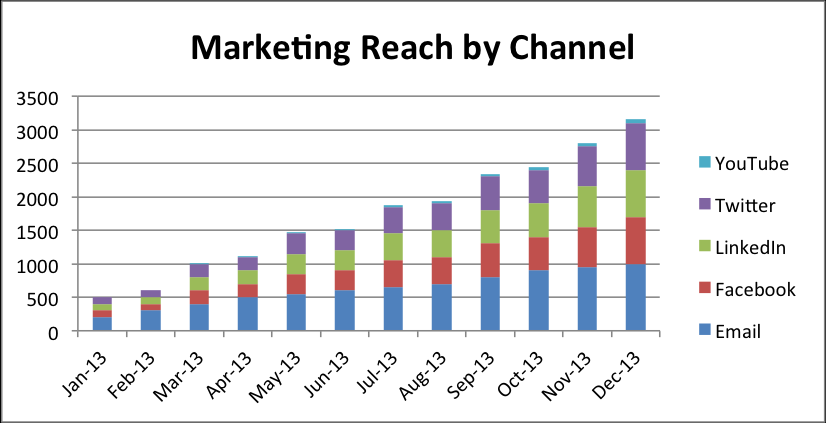 Marketing Reach by Channel
3500
3000
2500
2000
1500
1000
500
0
Jan-13
Feb-13
Mar-13
Apr-13
May-13
Jun-13
Jul-13
Aug-13
Sep-13
Oct-13
Nov-13
Dec-13
YouTube
Twitter
LinkedIn
Facebook
Email